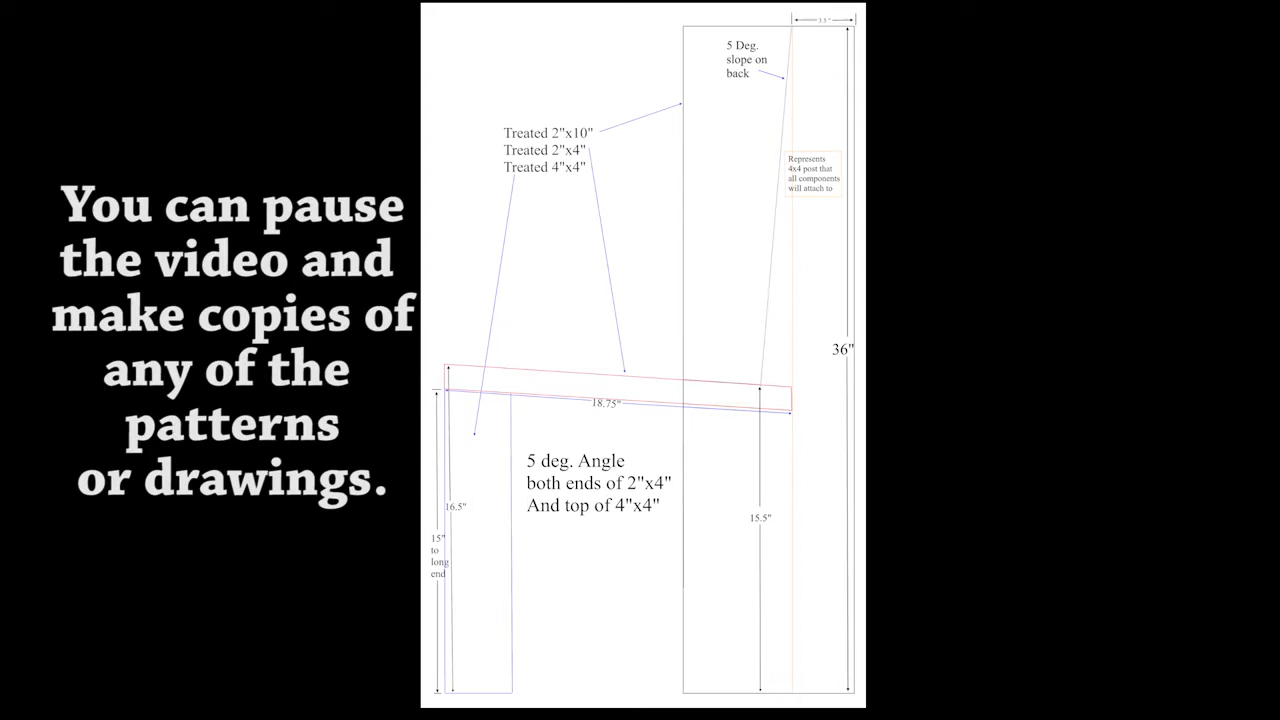 You can pause
the video and
make copies of
any of the
patterns
or drawings.
3.5 "
5 Deg.
slope on
back
Treated 2"x10"
Treated 2"x4"
Treated 4"x4"
Represents
4x4 post that
all components
will attach to
36"
18.75"
5 deg. Angle
both ends of 2"x4"
And top of 4"x4"
16.5"
15.5"
15"
to
long
end